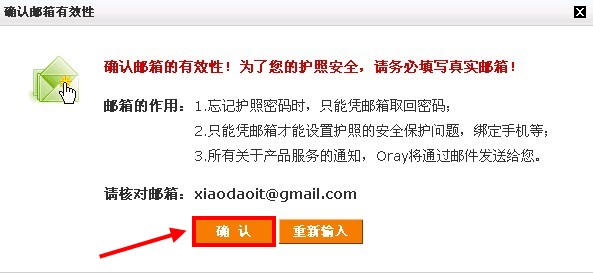 确认邮箱有效性
确认邮箱的有效性！为了您的护照安全，请务必填写真实邮箱！
邮箱的作用：1.忘记护照密码时，只能凭邮箱取回密码；
2.只能凭邮箱才能设置护照的安全保护问题，绑定手机等；
3.所有关于产品服务的通知，Oray将通过邮件发送给您。
请核对邮箱：xiaodaoit@gmail.com
确 认 重新输入